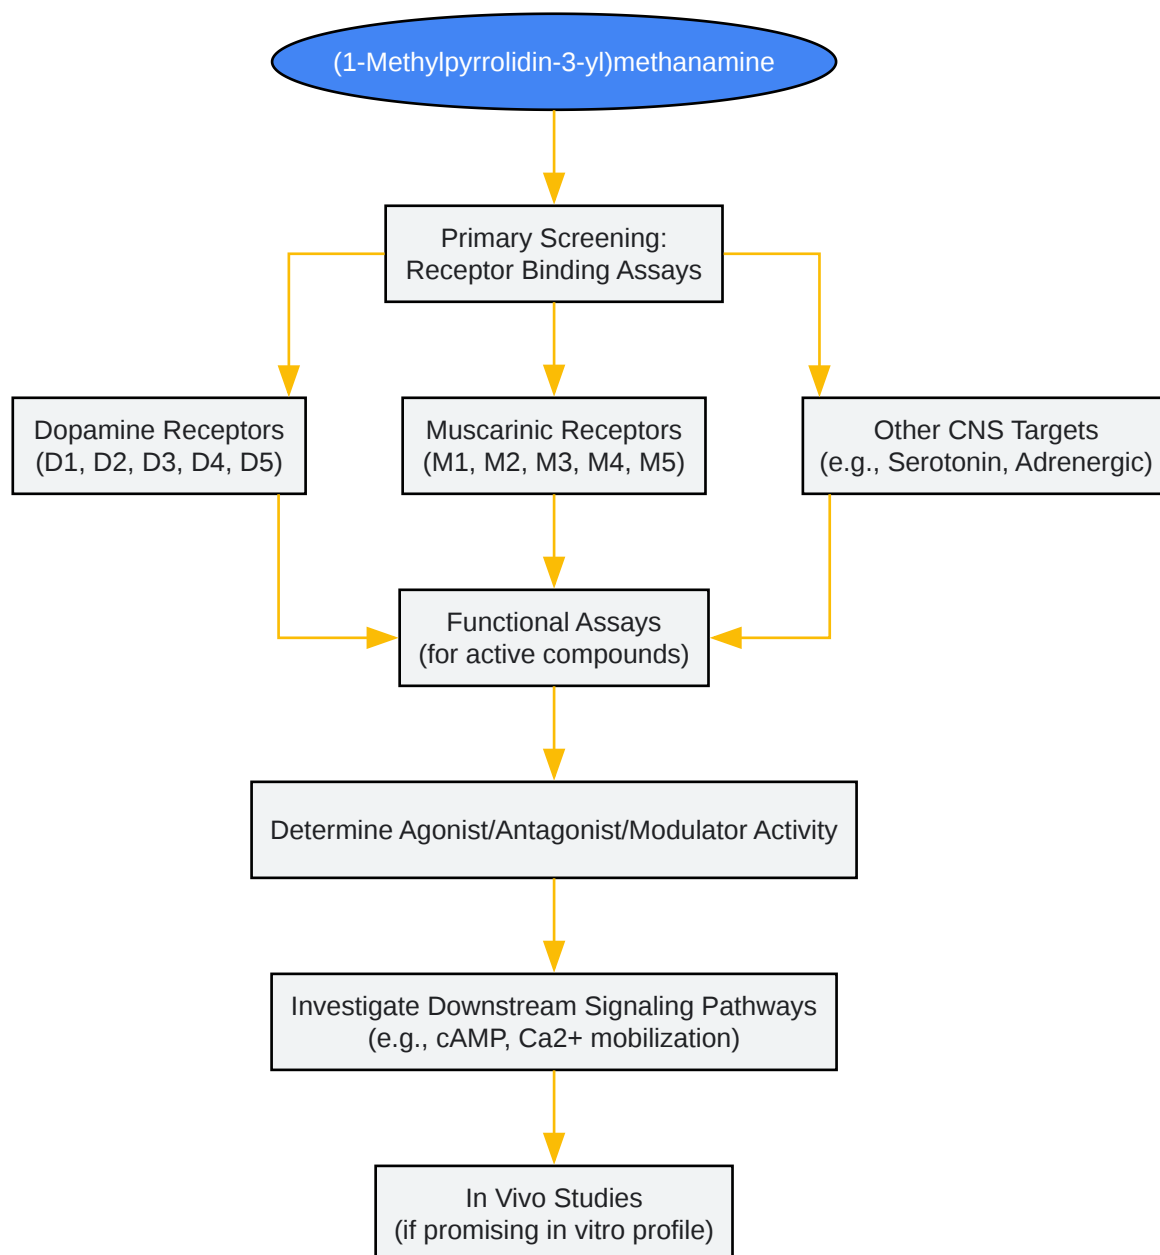 (1-Methylpyrrolidin-3-yl)methanamine
Primary Screening:
Receptor Binding Assays
Dopamine Receptors
(D1, D2, D3, D4, D5)
Muscarinic Receptors
(M1, M2, M3, M4, M5)
Other CNS Targets
(e.g., Serotonin, Adrenergic)
Functional Assays
(for active compounds)
Determine Agonist/Antagonist/Modulator Activity
Investigate Downstream Signaling Pathways
(e.g., cAMP, Ca2+ mobilization)
In Vivo Studies
(if promising in vitro profile)